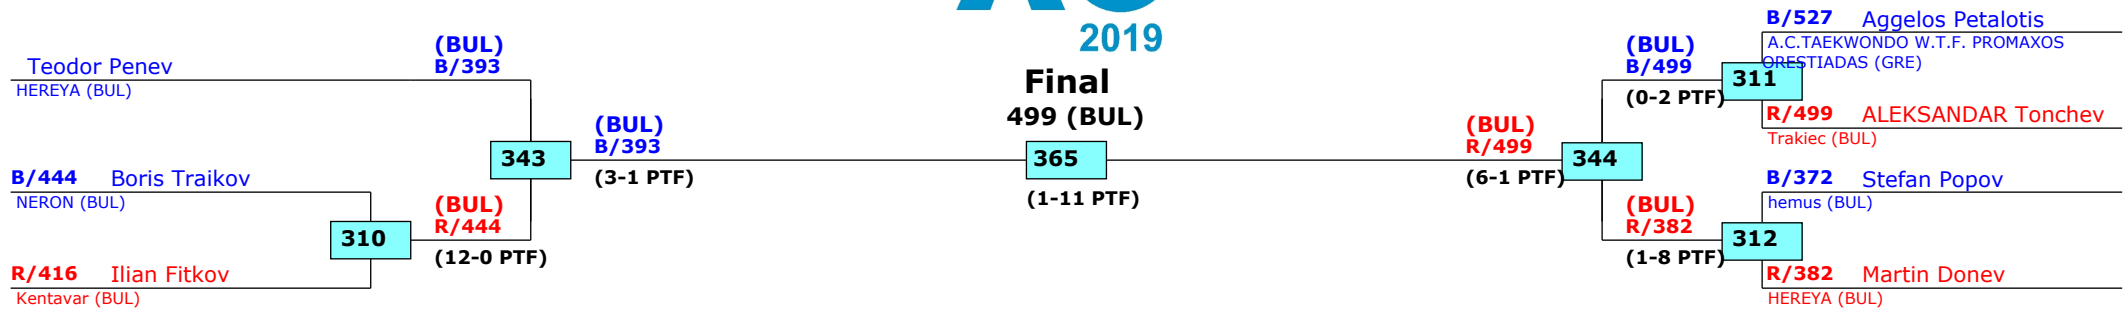 Teodor Penev
HEREYA (BUL)
(BUL)
B/393
343
(BUL)
B/393
(3-1 PTF)
B/444 Boris Traikov
NERON (BUL)
310
(BUL)
R/444
(12-0 PTF)
R/416 Ilian Fitkov
Kentavar (BUL)
2019
Final
499 (BUL)
365
(1-11 PTF)
(BUL)
R/499
(6-1 PTF)
344
(BUL)
B/499
(0-2 PTF)
311
B/527 Aggelos Petalotis
A.C.TAEKWONDO W.T.F. PROMAXOS
ORESTIADAS (GRE)
R/499 ALEKSANDAR Tonchev
Trakiec (BUL)
(BUL)
R/382
(1-8 PTF)
312
B/372 Stefan Popov
hemus (BUL)
R/382 Martin Donev
HEREYA (BUL)